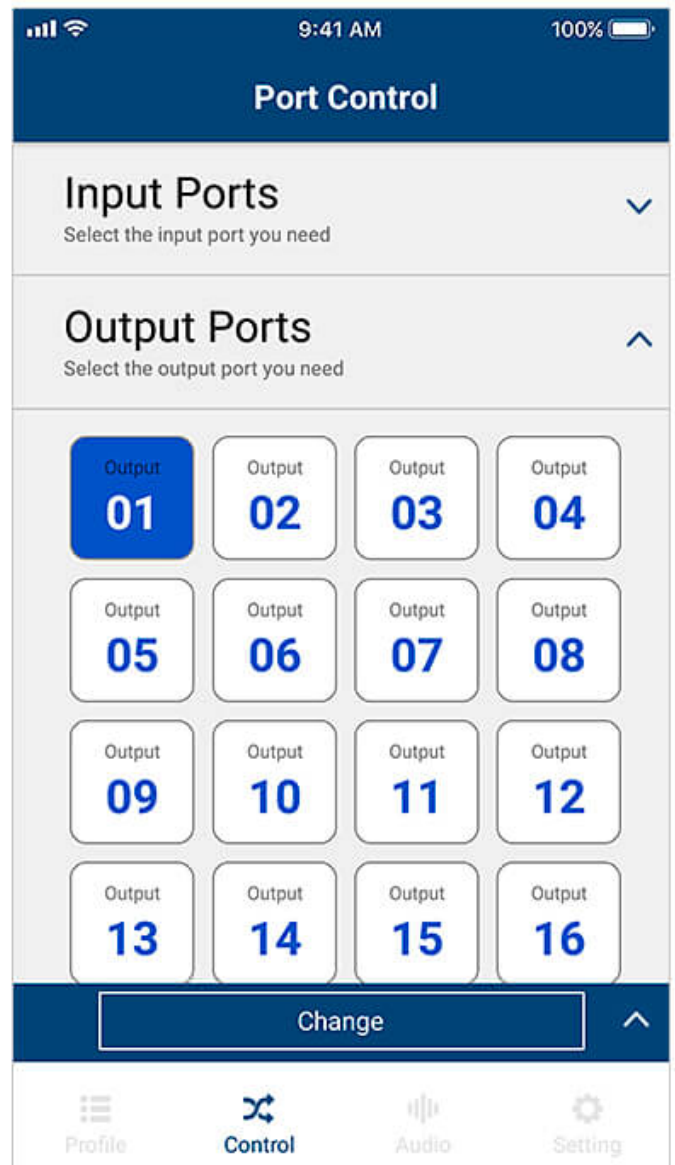 9:41 AM 100%
Port Control
Input Ports
Select the input port you need
Output Ports
Select the output port you need
Output Output Output Output
01 02 03 04
Output Output Output Output
05 06 07 08
Output Output Output Output
09 10 11 12
Output Output Output Output
13 14 15 16
Change
Profile Control Audio Setting